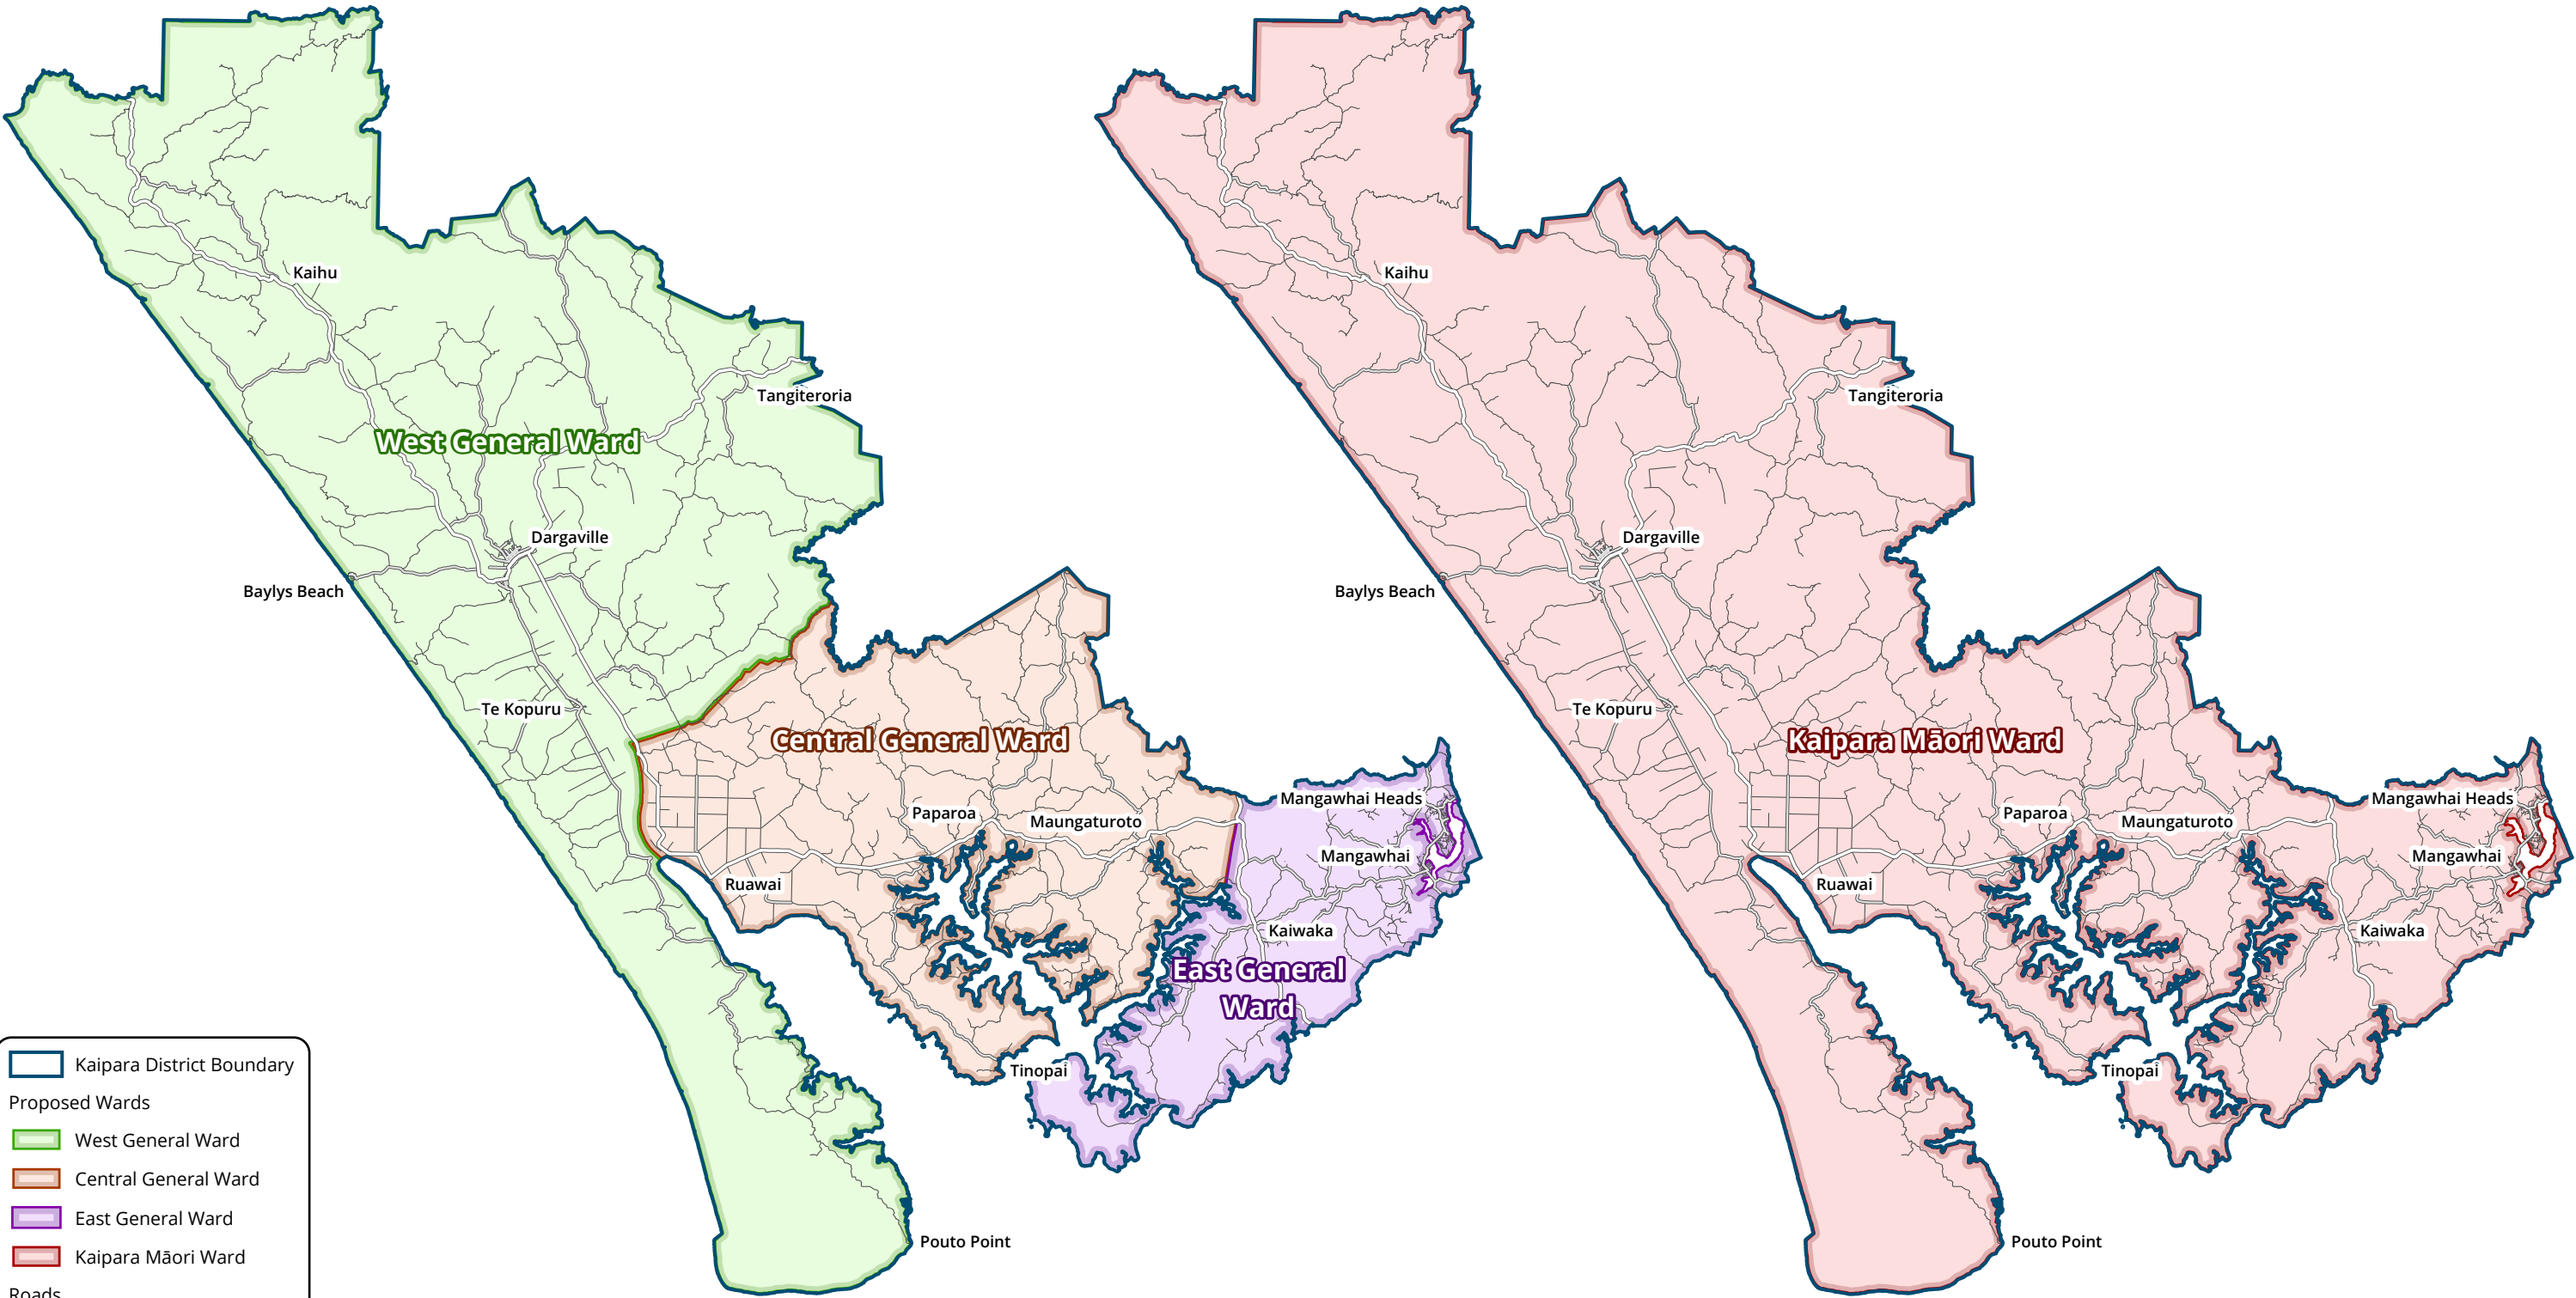 Kaihu
Tangiteroria
West General Ward
Dargaville
Baylys Beach
Te Kopuru
Central General Ward
Mangawhai Heads
Paparoa
Maungaturoto
Mangawhai
Ruawai
Kaiwaka
East General
Ward
Tinopai
Pouto Point
Kaihu
Tangiteroria
Dargaville
Baylys Beach
Te Kopuru
Kaipara Māori Ward
Mangawhai Heads
Paparoa
Maungaturoto
Mangawhai
Ruawai
Kaiwaka
Tinopai
Pouto Point
Kaipara District Boundary
Proposed Wards
West General Ward
Central General Ward
East General Ward
Kaipara Māori Ward
Roads